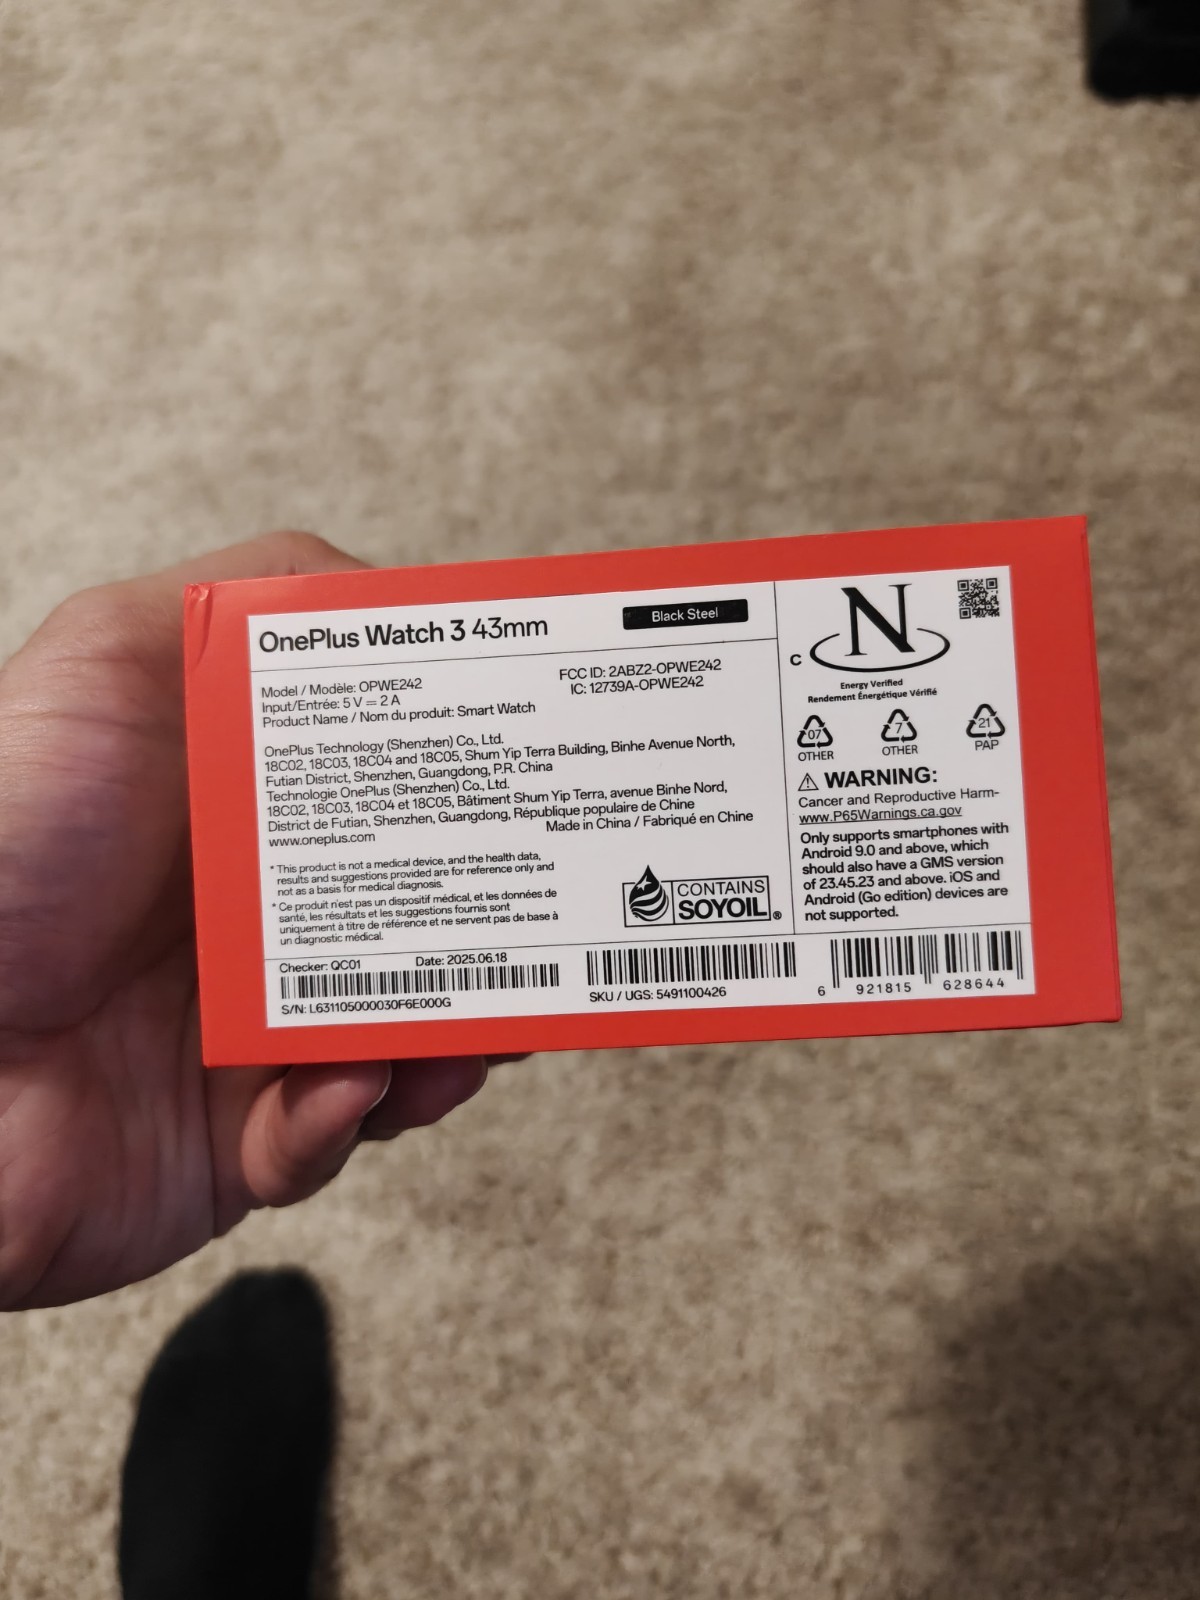 OnePlus Watch 3 43mm
Black Steel
Model / Modèle: OPWE242
Input/Entrée: 5 V ⎓ 2 A
Product Name / Nom du produit: Smart Watch
FCC ID: 2ABZ2-OPWE242
IC: 12739A-OPWE242
OnePlus Technology (Shenzhen) Co., Ltd.
18C02, 18C03, 18C04 and 18C05, Shum Yip Terra Building, Binhe Avenue North,
Futian District, Shenzhen, Guangdong, P.R. China
Technologie OnePlus (Shenzhen) Co., Ltd.
18C02, 18C03, 18C04 et 18C05, Bâtiment Shum Yip Terra, avenue Binhe Nord,
District de Futian, Shenzhen, Guangdong, République populaire de Chine
www.oneplus.com
Made in China / Fabriqué en Chine
* This product is not a medical device, and the health data,
results and suggestions provided are for reference only and
not as a basis for medical diagnosis.
* Ce produit n'est pas un dispositif médical, et les données de
santé, les résultats et les suggestions fournis sont
uniquement à titre de référence et ne servent pas de base à
un diagnostic médical.
CONTAINS
SOYOIL®
Checker: QC01
Date: 2025.06.18
S/N: L631105000030F6E000G
SKU / UGS: 5491100426
6 921815 628644
N
C
Energy Verified
Rendement Énergétique Vérifié
07
OTHER
7
OTHER
21
PAP
⚠ WARNING:
Cancer and Reproductive Harm-
www.P65Warnings.ca.gov
Only supports smartphones with
Android 9.0 and above, which
should also have a GMS version
of 23.45.23 and above. iOS and
Android (Go edition) devices are
not supported.